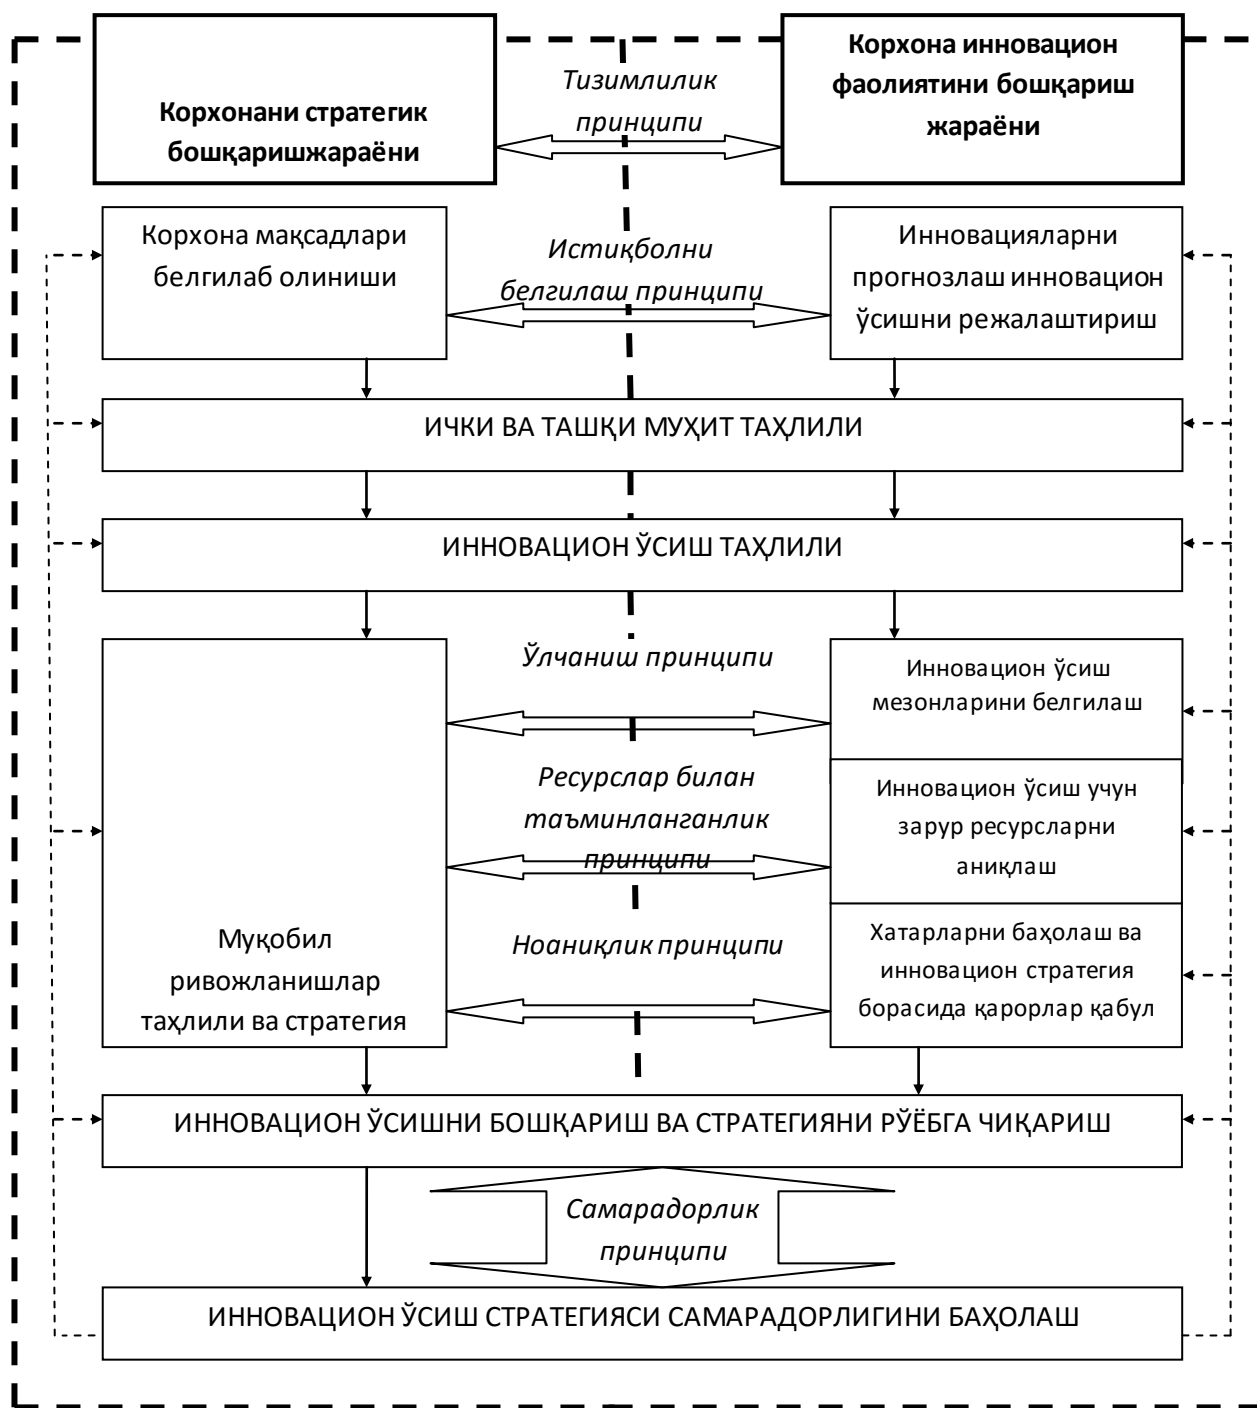 Корхонани стратегик
бошқаришжараёни
Тизимлилик
принципи
Корхона инновацион
фаолиятини бошқариш
жараёни
Корхона мақсадлари
белгилаб олиниши
Истиқболни
белгилаш принципи
Инновацияларни
прогнозлаш инновацион
ўсишни режалаштириш
ИЧКИ ВА ТАШҚИ МУҲИТ ТАҲЛИЛИ
ИННОВАЦИОН ЎСИШ ТАҲЛИЛИ
Муқобил
ривожланишлар
таҳлили ва стратегия
Ўлчаниш принципи
Инновацион ўсиш
мезонларини белгилаш
Ресурслар билан
таъминланганлик
принципи
Инновацион ўсиш учун
зарур ресурсларни
аниқлаш
Ноаниқлик принципи
Хатарларни баҳолаш ва
инновацион стратегия
борасида қарорлар қабул
ИННОВАЦИОН ЎСИШНИ БОШҚАРИШ ВА СТРАТЕГИЯНИ РЎЁБГА ЧИҚАРИШ
Самарадорлик
принципи
ИННОВАЦИОН ЎСИШ СТРАТЕГИЯСИ САМАРАДОРЛИГИНИ БАҲОЛАШ